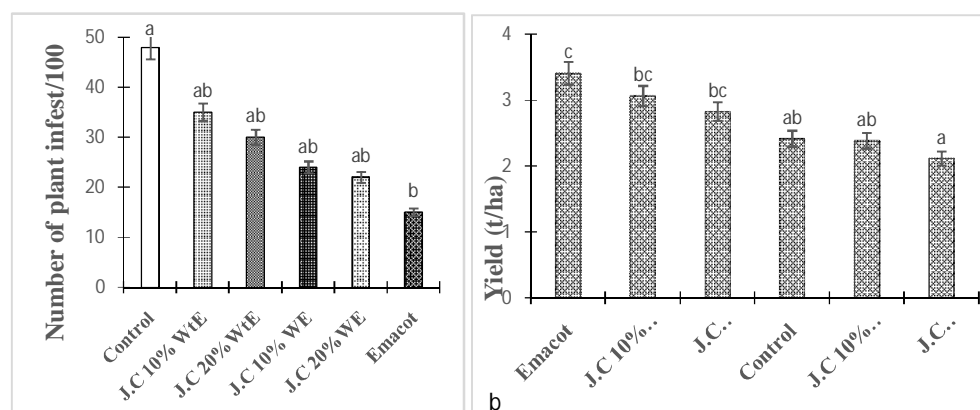 Number of plant infest/100
50
40
30
20
10
0
a
ab
ab
ab
ab
b
Control
J.C 10% WtE
J.C 20% WtE
J.C 10% WE
J.C 20% WE
Emacot
Yield (t/ha)
4
3
2
1
0
c
bc
bc
ab
ab
a
Emacot
J.C 10%..
J.C..
Control
J.C 10%..
J.C..
b